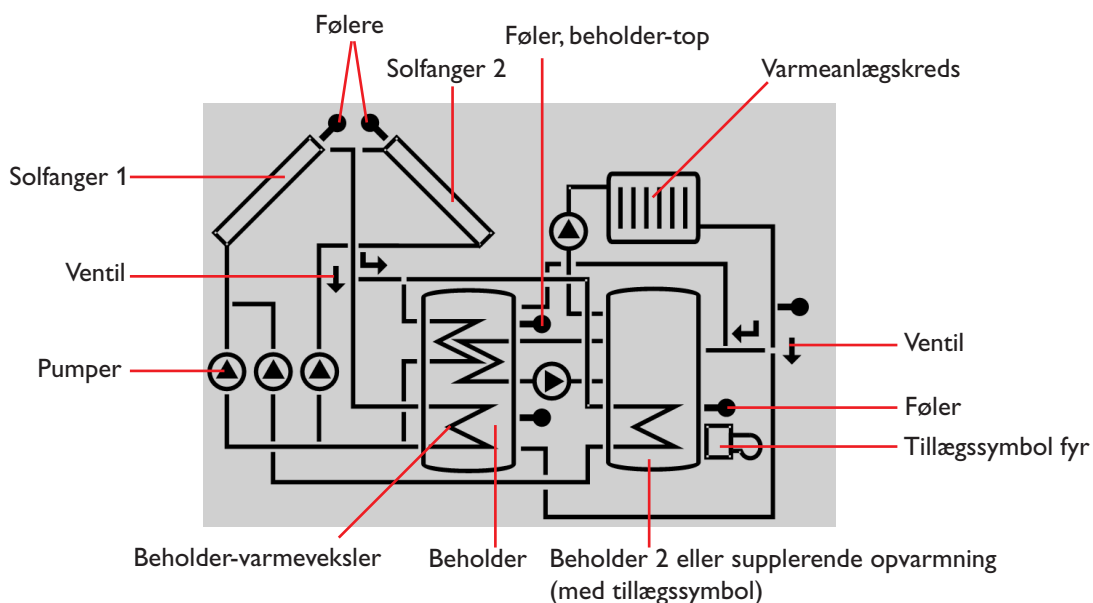 Følere
Føler, beholder-top
Solfanger 2
Varmeanlægskreds
Solfanger 1
Ventil
Ventil
Pumper
Føler
Tillægssymbol fyr
Beholder-varmeveksler
Beholder
Beholder 2 eller supplerende opvarmning
(med tillægssymbol)